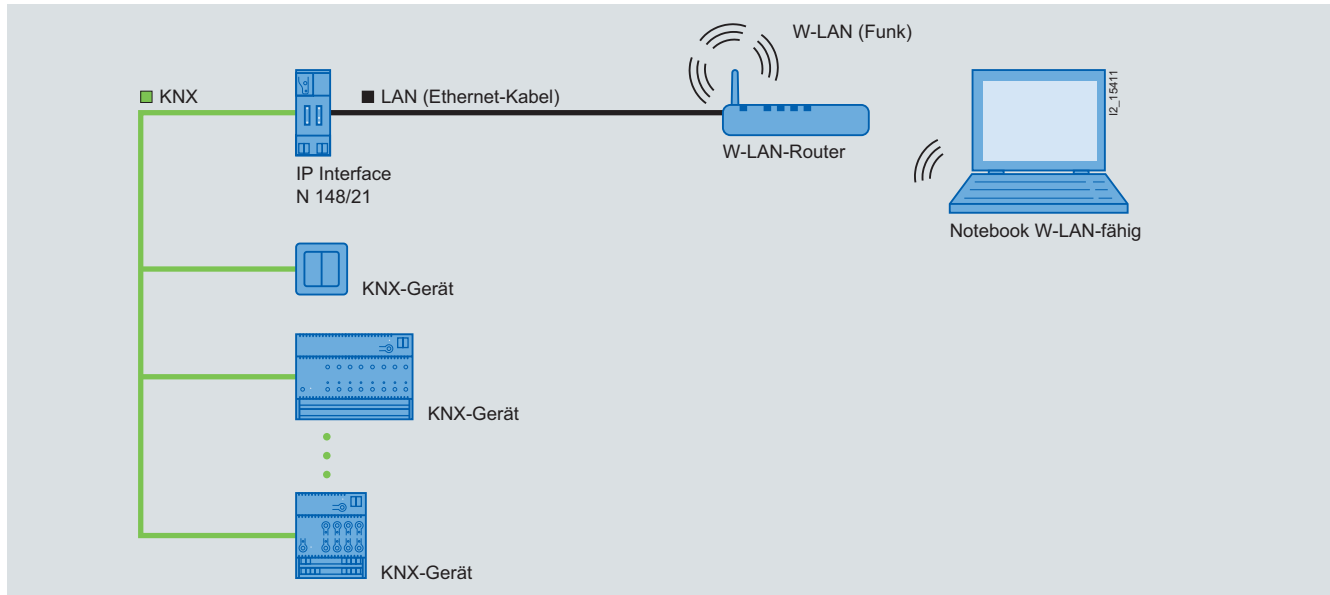 W-LAN (Funk)
KNX
LAN (Ethernet-Kabel)
I2_15411
W-LAN-Router
IP Interface
N 148/21
Notebook W-LAN-fähig
KNX-Gerät
KNX-Gerät
KNX-Gerät